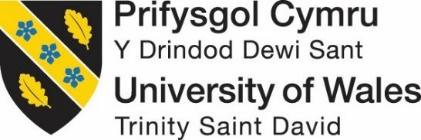 Prifysgol Cymru
Y Drindod Dewi Sant
University of Wales
Trinity Saint David